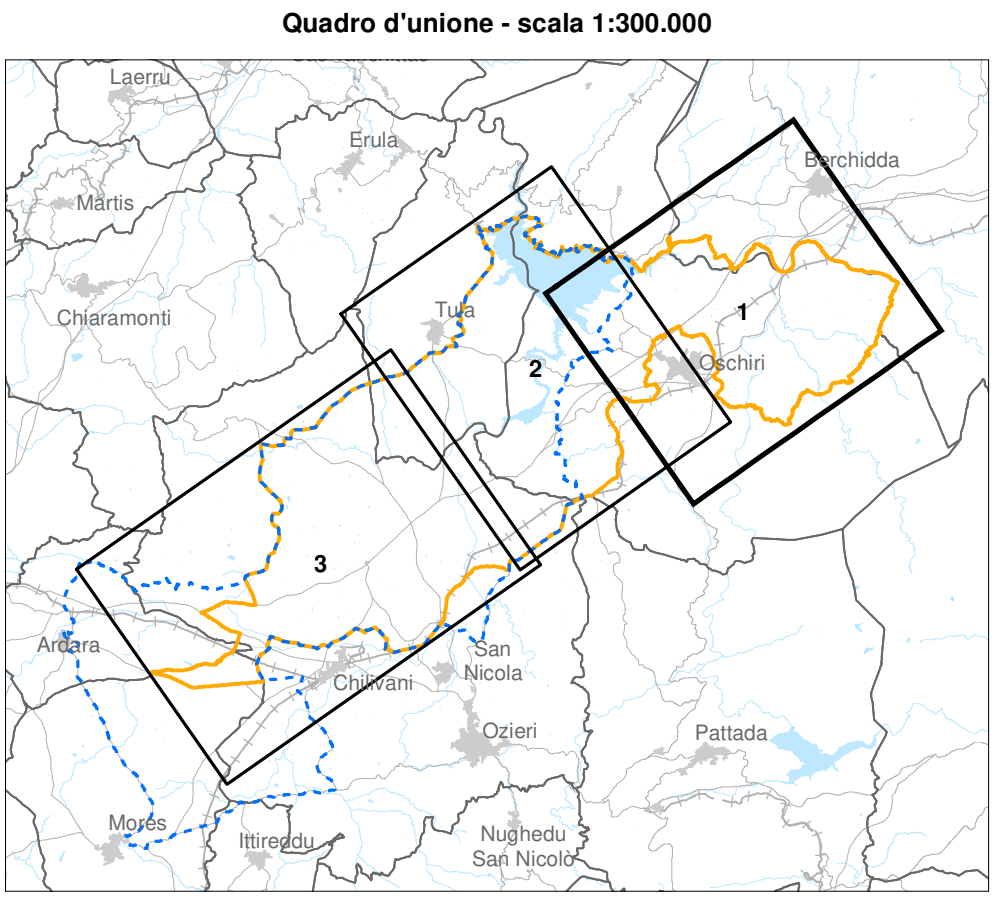 Quadro d'unione - scala 1:300.000
Laerru
Erula
Berchidda
Martis
Chiaramonti
Tula
1
Oschiri
2
3
Ardara
San
Nicola
Chilivani
Ozieri
Pattada
Mores
Ittireddu
Nughedu
San Nicolò